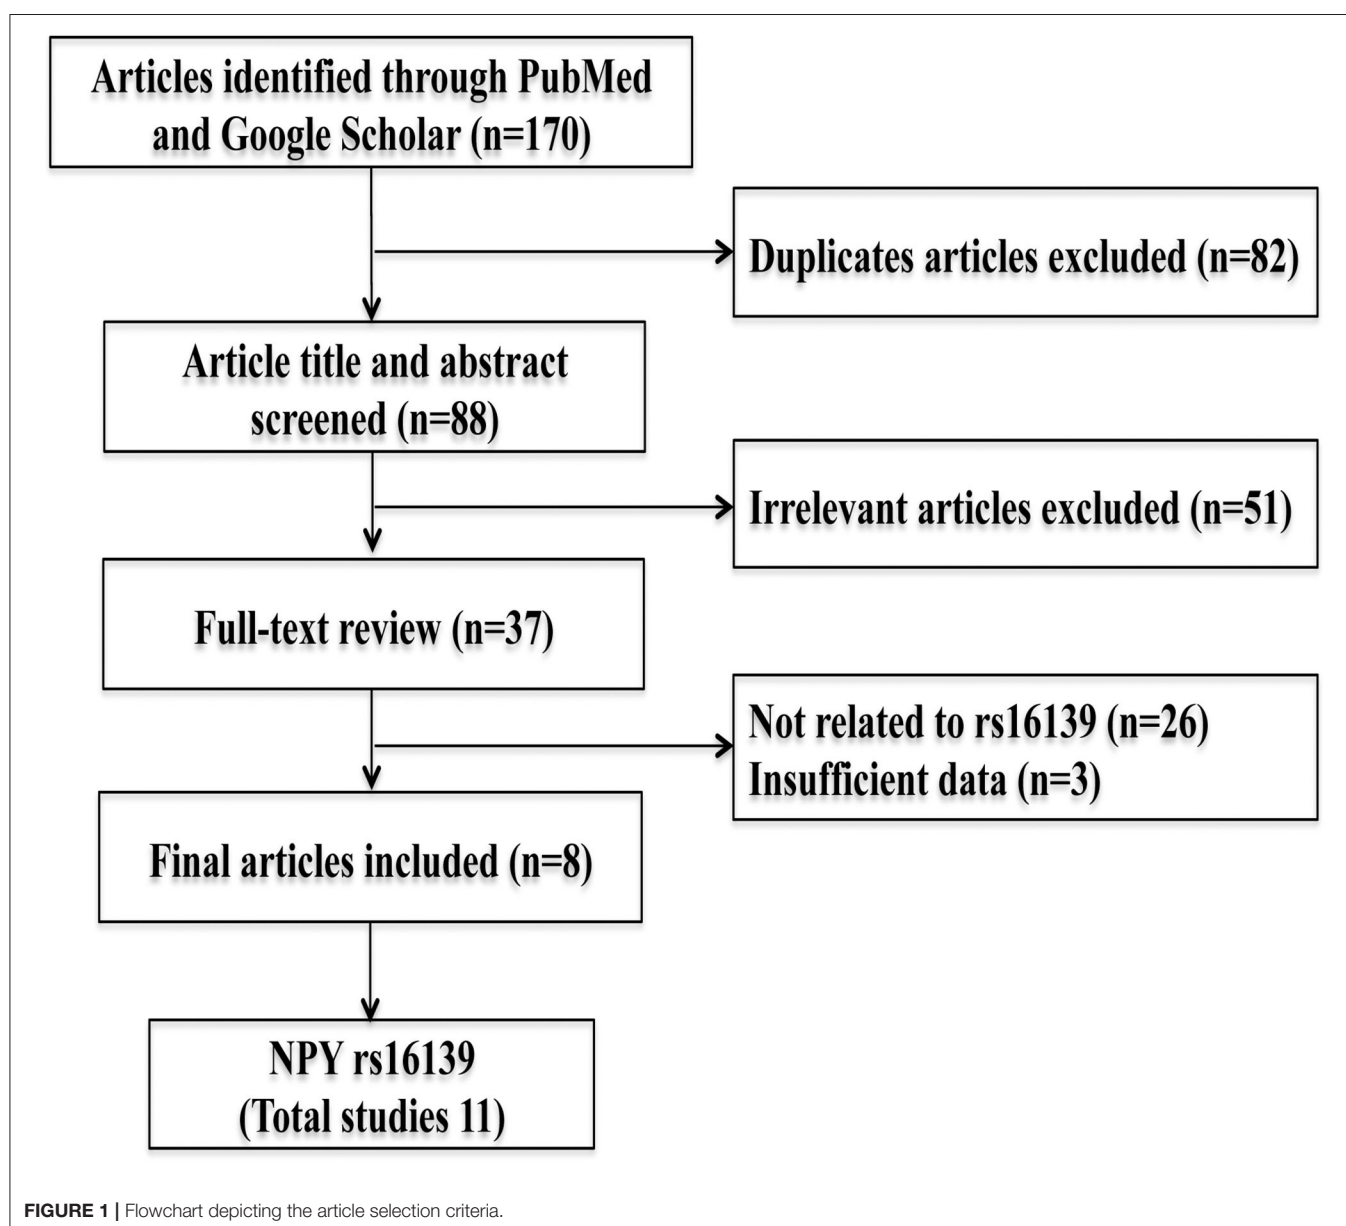 Articles identified through PubMed
and Google Scholar (n=170)
Duplicates articles excluded (n=82)
Article title and abstract
screened (n=88)
Irrelevant articles excluded (n=51)
Full-text review (n=37)
Not related to rs16139 (n=26)
Insufficient data (n=3)
Final articles included (n=8)
NPY rs16139
(Total studies 11)
FIGURE 1 | Flowchart depicting the article selection criteria.